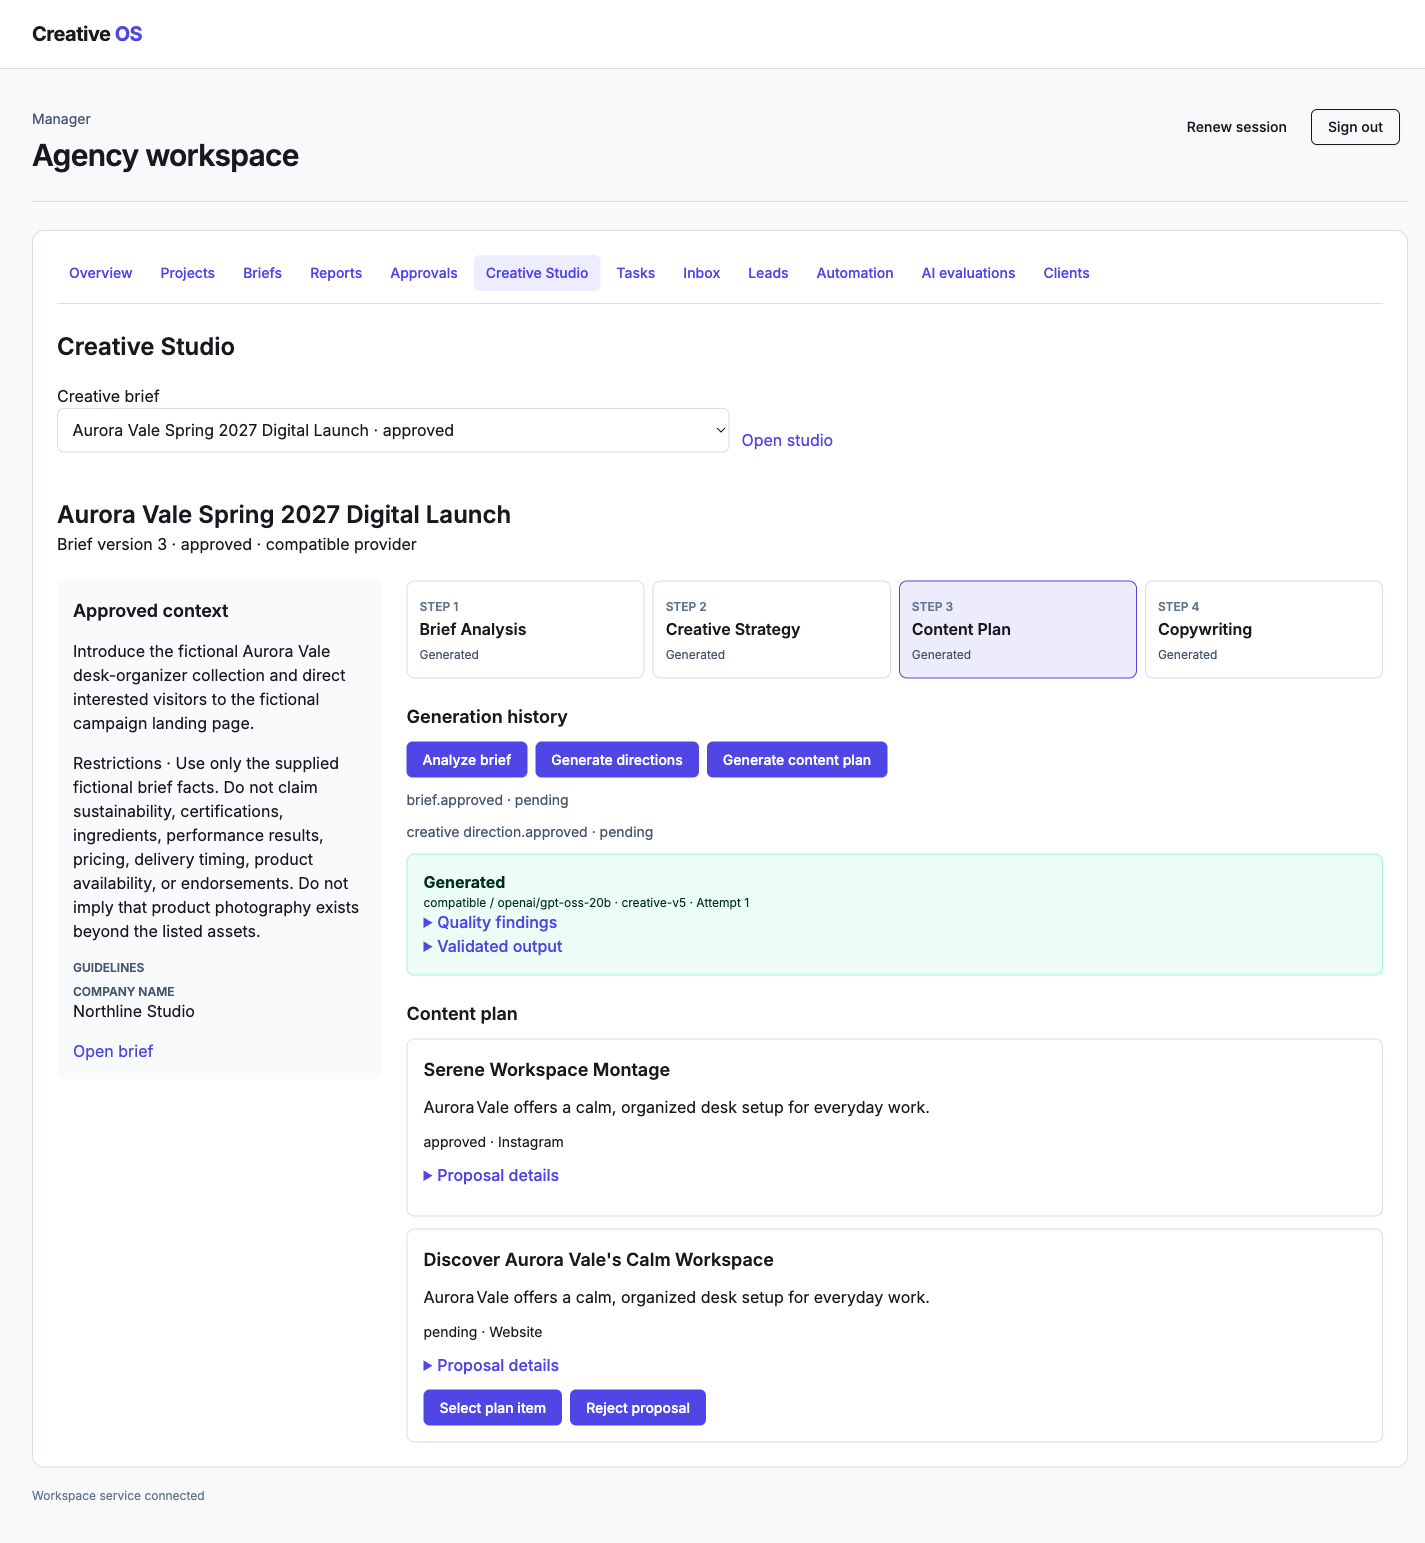 Creative OS
Manager
Agency workspace
Renew session
Sign out
Overview
Projects
Briefs
Reports
Approvals
Creative Studio
Tasks
Inbox
Leads
Automation
AI evaluations
Clients
Creative Studio
Creative brief
Aurora Vale Spring 2027 Digital Launch · approved
Open studio
Aurora Vale Spring 2027 Digital Launch
Brief version 3 · approved · compatible provider
Approved context
Introduce the fictional Aurora Vale
desk-organizer collection and direct
interested visitors to the fictional
campaign landing page.
Restrictions · Use only the supplied
fictional brief facts. Do not claim
sustainability, certifications,
ingredients, performance results,
pricing, delivery timing, product
availability, or endorsements. Do not
imply that product photography exists
beyond the listed assets.
GUIDELINES
COMPANY NAME
Northline Studio
Open brief
STEP 1
Brief Analysis
Generated
STEP 2
Creative Strategy
Generated
STEP 3
Content Plan
Generated
STEP 4
Copywriting
Generated
Generation history
Analyze brief
Generate directions
Generate content plan
brief.approved · pending
creative direction.approved · pending
Generated
compatible / openai/gpt-oss-20b · creative-v5 · Attempt 1
Quality findings
Validated output
Content plan
Serene Workspace Montage
Aurora Vale offers a calm, organized desk setup for everyday work.
approved · Instagram
Proposal details
Discover Aurora Vale's Calm Workspace
Aurora Vale offers a calm, organized desk setup for everyday work.
pending · Website
Proposal details
Select plan item
Reject proposal
Workspace service connected